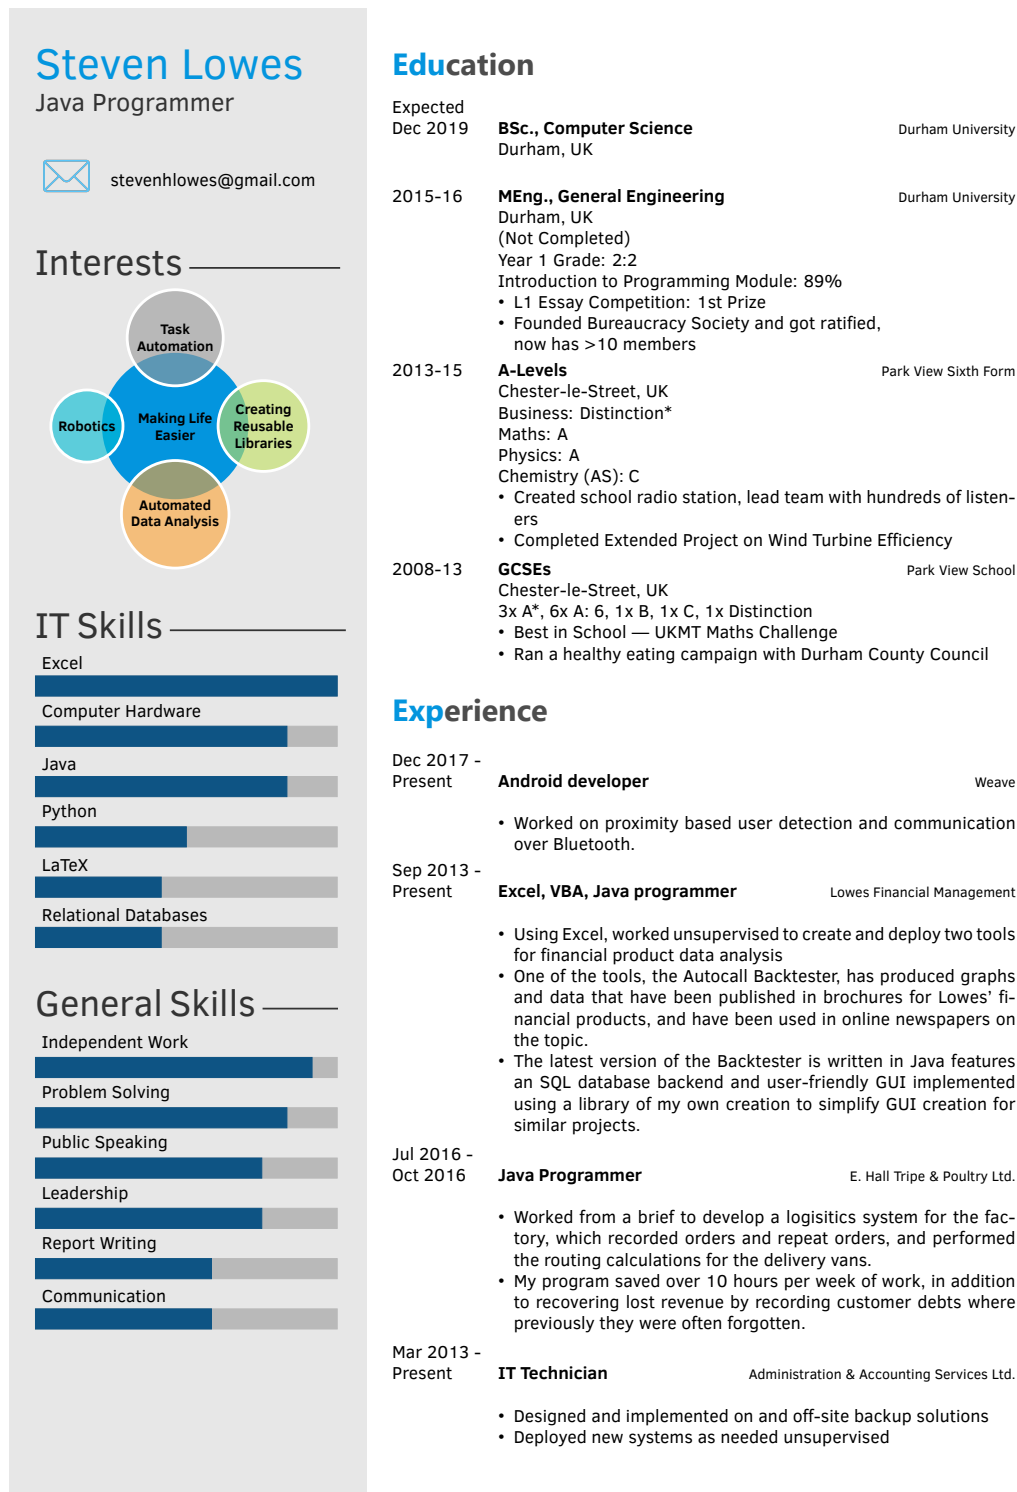 Steven Lowes
Java Programmer
stevenhlowes@gmail.com
Interests
Task
Automation
Robotics
Making Life
Easier
Creating
Reusable
Libraries
Automated
Data Analysis
IT Skills
Excel
Computer Hardware
Java
Python
LaTeX
Relational Databases
General Skills
Independent Work
Problem Solving
Public Speaking
Leadership
Report Writing
Communication
Education
Expected
Dec 2019 BSc., Computer Science Durham University
Durham, UK
2015-16 MEng., General Engineering Durham University
Durham, UK
(Not Completed)
Year 1 Grade: 2:2
Introduction to Programming Module: 89%
• L1 Essay Competition: 1st Prize
• Founded Bureaucracy Society and got ratified,
now has >10 members
2013-15 A-Levels Park View Sixth Form
Chester-le-Street, UK
Business: Distinction*
Maths: A
Physics: A
Chemistry (AS): C
• Created school radio station, lead team with hundreds of listen-
ers
• Completed Extended Project on Wind Turbine Efficiency
2008-13 GCSEs Park View School
Chester-le-Street, UK
3x A*, 6x A: 6, 1x B, 1x C, 1x Distinction
• Best in School — UKMT Maths Challenge
• Ran a healthy eating campaign with Durham County Council
Experience
Dec 2017 -
Present Android developer Weave
• Worked on proximity based user detection and communication
over Bluetooth.
Sep 2013 -
Present Excel, VBA, Java programmer Lowes Financial Management
• Using Excel, worked unsupervised to create and deploy two tools
for financial product data analysis
• One of the tools, the Autocall Backtester, has produced graphs
and data that have been published in brochures for Lowes' fi-
nancial products, and have been used in online newspapers on
the topic.
• The latest version of the Backtester is written in Java features
an SQL database backend and user-friendly GUI implemented
using a library of my own creation to simplify GUI creation for
similar projects.
Jul 2016 -
Oct 2016 Java Programmer E. Hall Tripe & Poultry Ltd.
• Worked from a brief to develop a logisitics system for the fac-
tory, which recorded orders and repeat orders, and performed
the routing calculations for the delivery vans.
• My program saved over 10 hours per week of work, in addition
to recovering lost revenue by recording customer debts where
previously they were often forgotten.
Mar 2013 -
Present IT Technician Administration & Accounting Services Ltd.
• Designed and implemented on and off-site backup solutions
• Deployed new systems as needed unsupervised